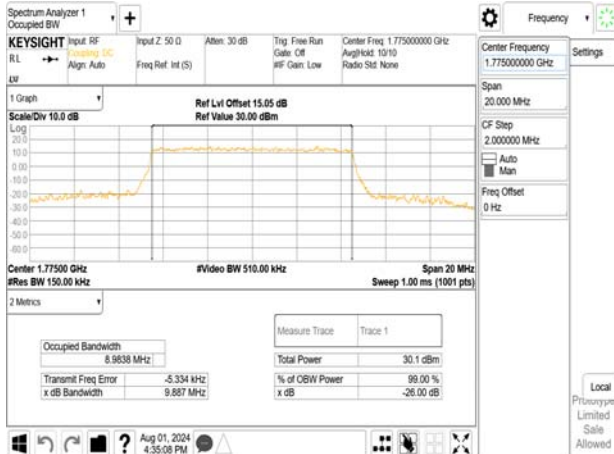 Spectrum Analyzer 1
Occupied BW
KEYSIGHT
RL
Input: RF
Coupling: DC
Align: Auto
Input Z: 50 Ω
Freq Ref: Int (S)
Atten: 30 dB
Trig: Free Run
Gate: Off
#IF Gain: Low
Center Freq: 1.775000000 GHz
Avg|Hold: 10/10
Radio Std: None
1 Graph
Scale/Div 10.0 dB
Ref Lvl Offset 15.05 dB
Ref Value 30.00 dBm
Log
20.0
10.0
0.00
-10.0
-20.0
-30.0
-40.0
-50.0
-60.0
Center 1.77500 GHz
#Res BW 150.00 kHz
#Video BW 510.00 kHz
Span 20 MHz
Sweep 1.00 ms (1001 pts)
2 Metrics
Measure Trace Trace 1
Occupied Bandwidth
8.9838 MHz
Total Power 30.1 dBm
Transmit Freq Error -5.334 kHz
% of OBW Power 99.00 %
x dB Bandwidth 9.887 MHz
x dB -26.00 dB
Aug 01, 2024
4:35:08 PM
Frequency
Center Frequency
1.775000000 GHz
Settings
Span
20.000 MHz
CF Step
2.000000 MHz
Auto
Man
Freq Offset
0 Hz
Local
Prototype
Limited
Sale
Allowed